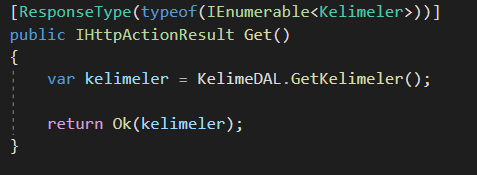 [ResponseType(typeof(IEnumerable<Kelimeler>))]
public IHttpActionResult Get()
{
var kelimeler = KelimeDAL.GetKelimeler();
return Ok(kelimeler);
}